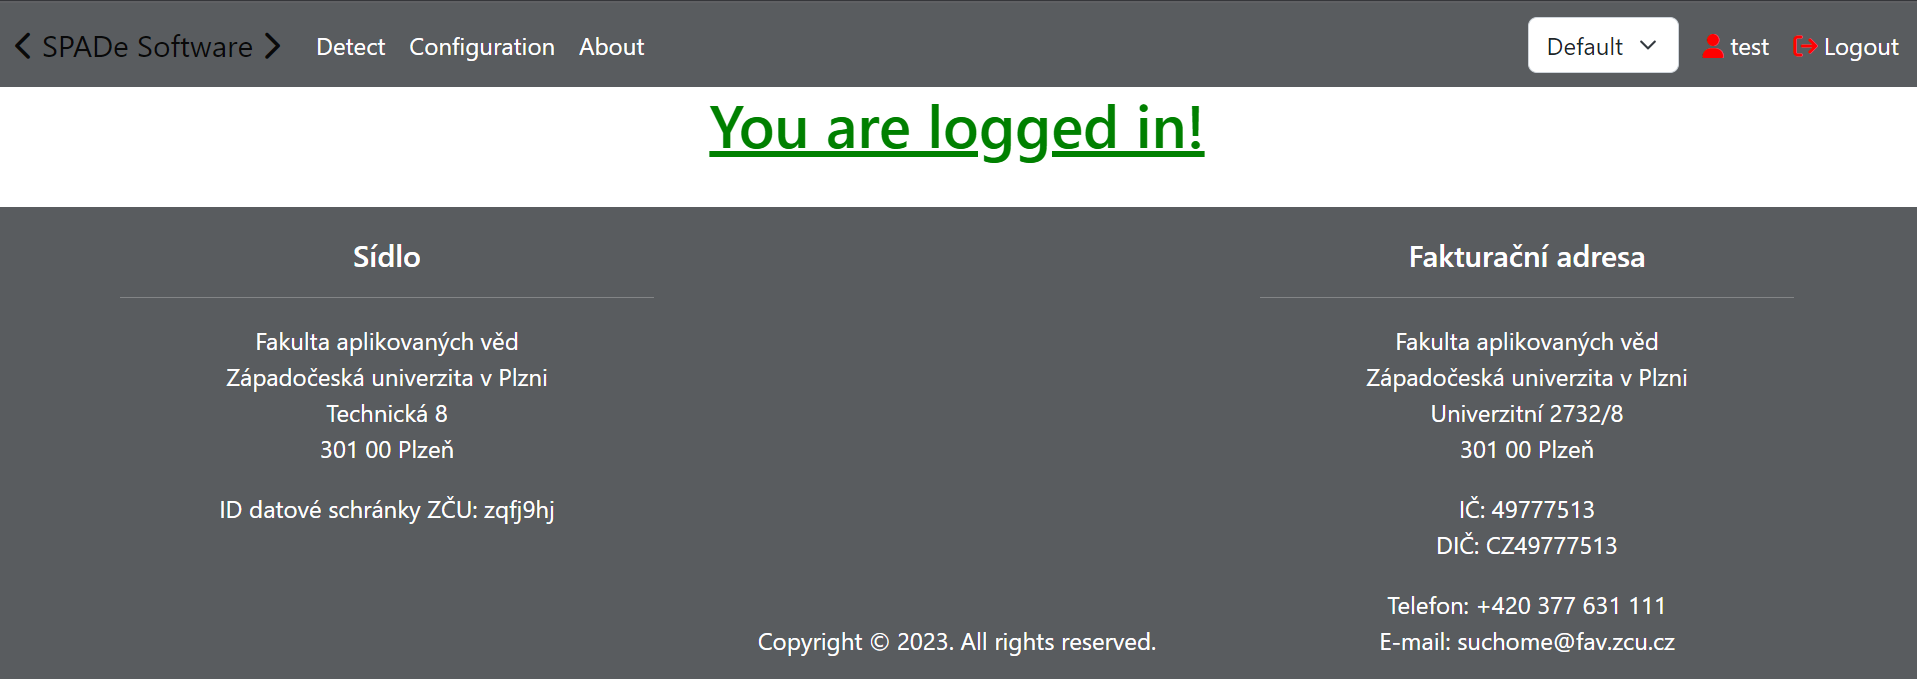 SPADe Software Detect Configuration About Default test Logout
You are logged in!
Sídlo
Fakulta aplikovaných věd
Západočeská univerzita v Plzni
Technická 8
301 00 Plzeň
ID datové schránky ZČU: zqfj9hj
Copyright © 2023. All rights reserved.
Fakturační adresa
Fakulta aplikovaných věd
Západočeská univerzita v Plzni
Univerzitní 2732/8
301 00 Plzeň
IČ: 49777513
DIČ: CZ49777513
Telefon: +420 377 631 111
E-mail: suchome@fav.zcu.cz